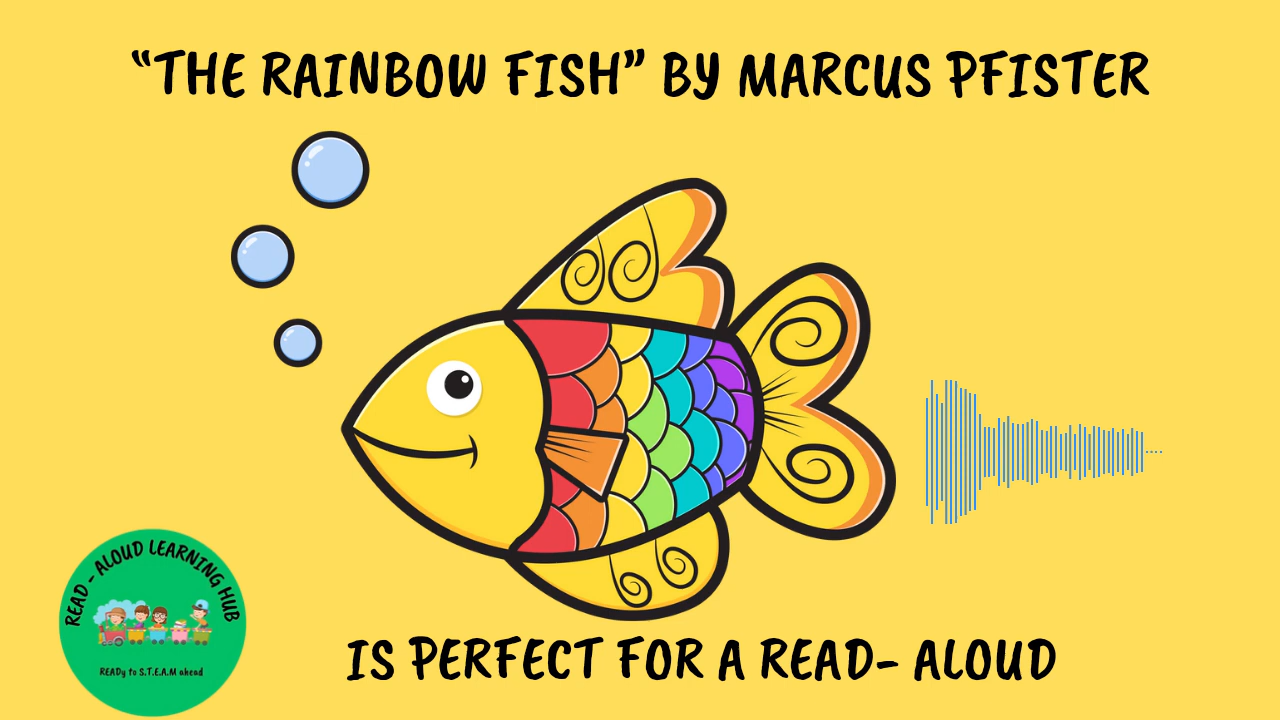 “THE RAINBOW FISH” BY MARCUS PFISTER
READ - ALOUD LEARNING HUB
READy to S.T.E.A.M ahead
IS PERFECT FOR A READ- ALOUD